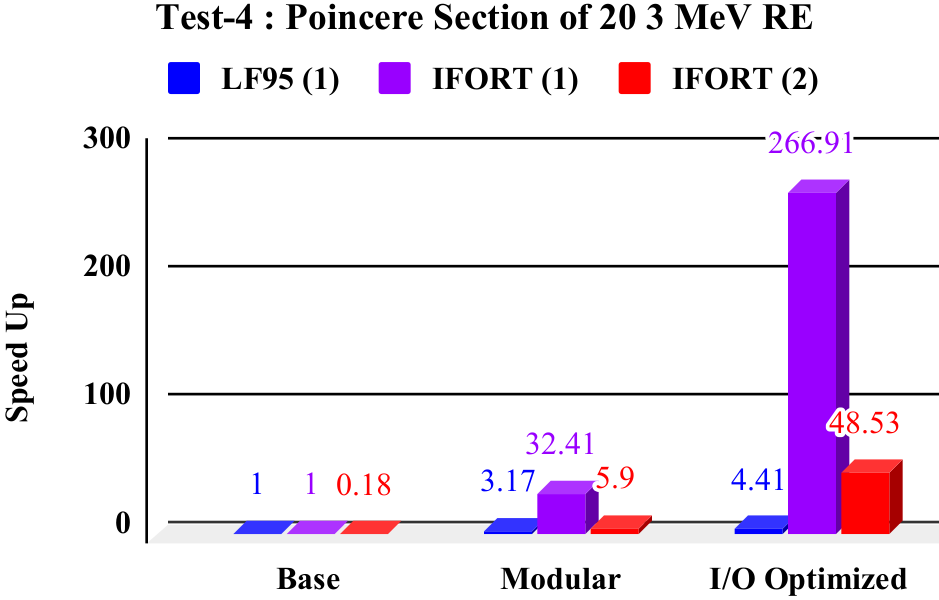 Test-4 : Poincere Section of 20 3 MeV RE
LF95 (1) IFORT (1) IFORT (2)
300
266.91
200
Speed Up
100
48.53
32.41
1 1 0.18 3.17 5.9 4.41
0
Base Modular I/O Optimized